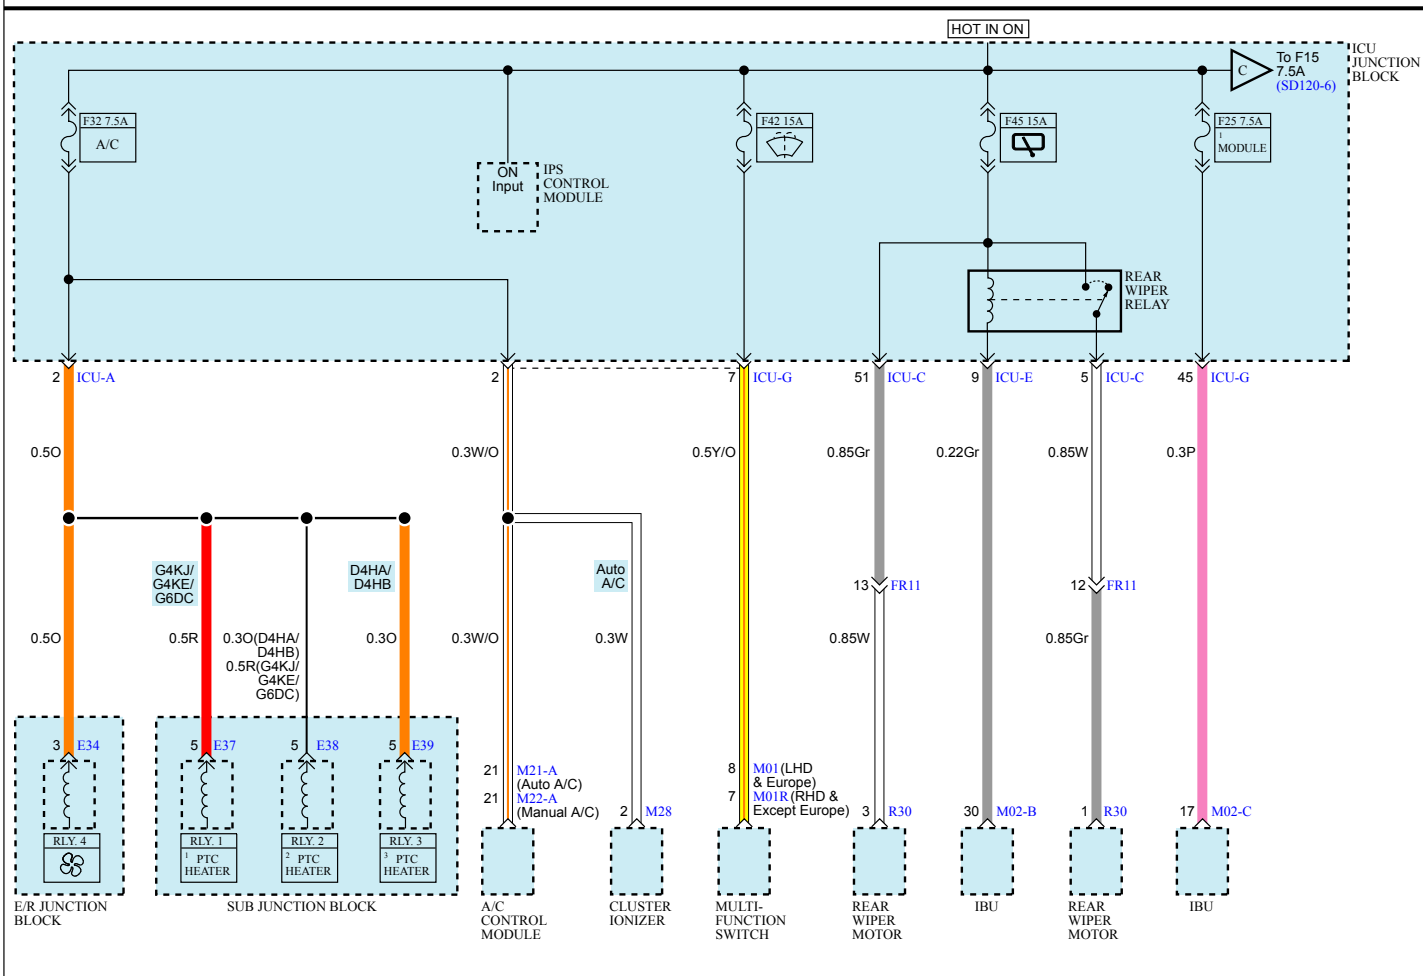 HOT IN ON
ICU
JUNCTION
BLOCK
C
To F15
7.5A
(SD120-6)
F32 7.5A
A/C
F42 15A
F45 15A
F25 7.5A
1
MODULE
ON
Input
IPS
CONTROL
MODULE
REAR
WIPER
RELAY
2 ICU-A
2
7 ICU-G
51 ICU-C
9 ICU-E
5 ICU-C
45 ICU-G
0.5O
0.3W/O
0.5Y/O
0.85Gr
0.22Gr
0.85W
0.3P
G4KJ/
G4KE/
G6DC
D4HA/
D4HB
Auto
A/C
13 FR11
12 FR11
0.5O
0.5R
0.3O(D4HA/
D4HB)
0.5R(G4KJ/
G4KE/
G6DC)
0.3O
0.3W/O
0.3W
0.85W
0.85Gr
3 E34
5 E37
5 E38
5 E39
21 M21-A
(Auto A/C)
21 M22-A
(Manual A/C)
2 M28
8 M01 (LHD
& Europe)
7 M01R (RHD &
Except Europe)
3 R30
30 M02-B
1 R30
17 M02-C
RLY. 4
RLY. 1
1 PTC
HEATER
RLY. 2
2 PTC
HEATER
RLY. 3
3 PTC
HEATER
E/R JUNCTION
BLOCK
SUB JUNCTION BLOCK
A/C
CONTROL
MODULE
CLUSTER
IONIZER
MULTI-
FUNCTION
SWITCH
REAR
WIPER
MOTOR
IBU
REAR
WIPER
MOTOR
IBU